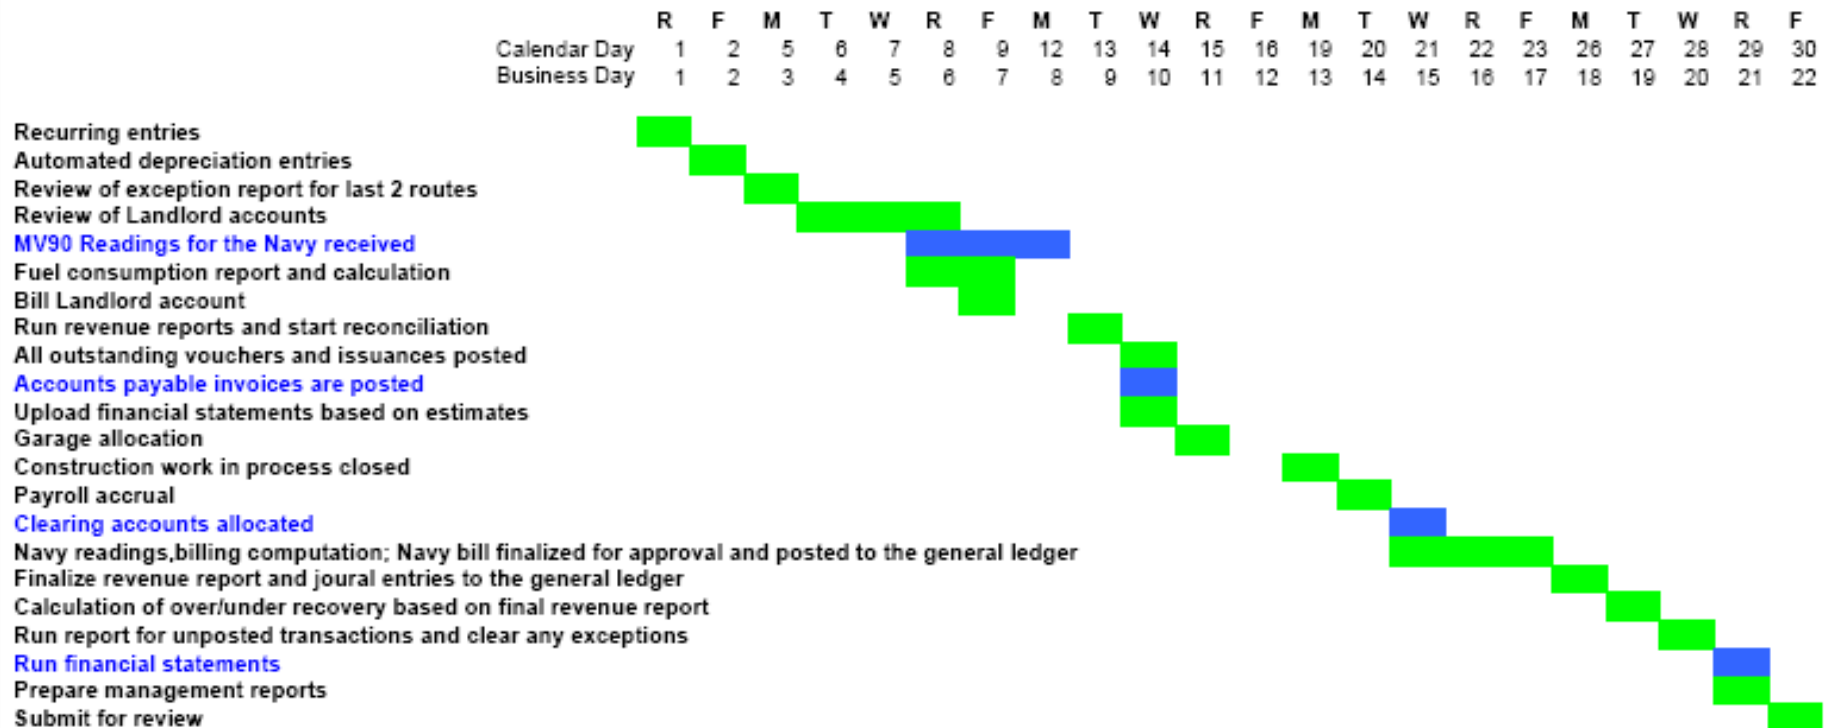 R F M T W R F M T W R F M T W R F M T W R F
Calendar Day 1 2 5 6 7 8 9 12 13 14 15 16 19 20 21 22 23 26 27 28 29 30
Business Day 1 2 3 4 5 6 7 8 9 10 11 12 13 14 15 16 17 18 19 20 21 22
Recurring entries
Automated depreciation entries
Review of exception report for last 2 routes
Review of Landlord accounts
MV90 Readings for the Navy received
Fuel consumption report and calculation
Bill Landlord account
Run revenue reports and start reconciliation
All outstanding vouchers and issuances posted
Accounts payable invoices are posted
Upload financial statements based on estimates
Garage allocation
Construction work in process closed
Payroll accrual
Clearing accounts allocated
Navy readings,billing computation; Navy bill finalized for approval and posted to the general ledger
Finalize revenue report and joural entries to the general ledger
Calculation of over/under recovery based on final revenue report
Run report for unposted transactions and clear any exceptions
Run financial statements
Prepare management reports
Submit for review